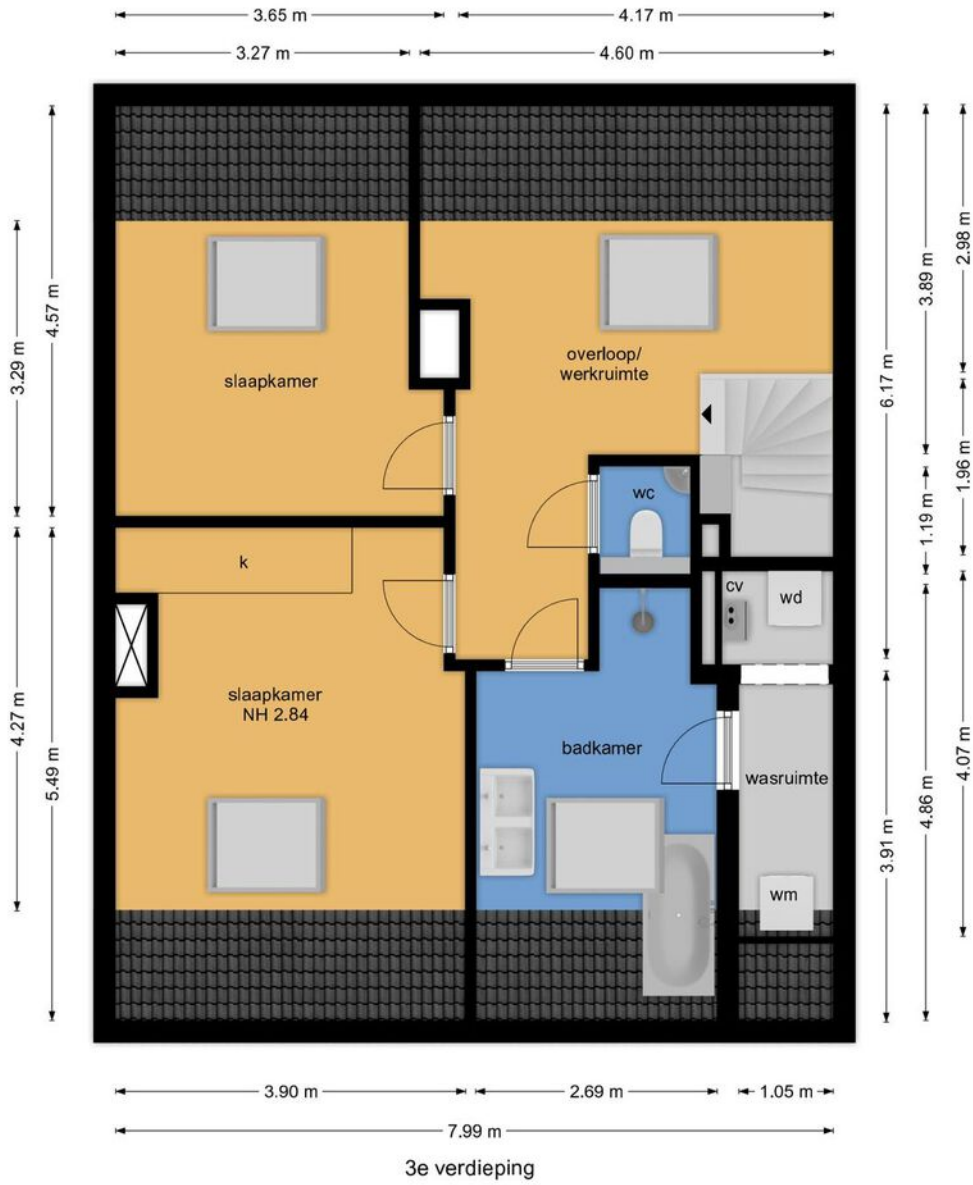 3.65 m
4.17 m
3.27 m
4.60 m
4.57 m
3.29 m
3.89 m
2.98 m
6.17 m
1.96 m
1.19 m
slaapkamer
overloop/
werkruimte
wc
k
cv
wd
slaapkamer
NH 2.84
badkamer
wasruimte
wm
4.27 m
5.49 m
3.91 m
4.86 m
4.07 m
3.90 m
2.69 m
1.05 m
7.99 m
3e verdieping